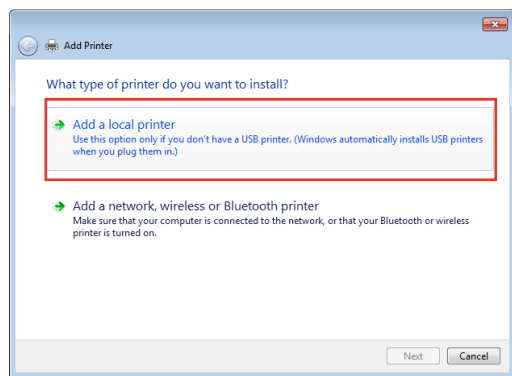 Add Printer
What type of printer do you want to install?
Add a local printer
Use this option only if you don't have a USB printer. (Windows automatically installs USB printers
when you plug them in.)
Add a network, wireless or Bluetooth printer
Make sure that your computer is connected to the network, or that your Bluetooth or wireless
printer is turned on.
Next Cancel